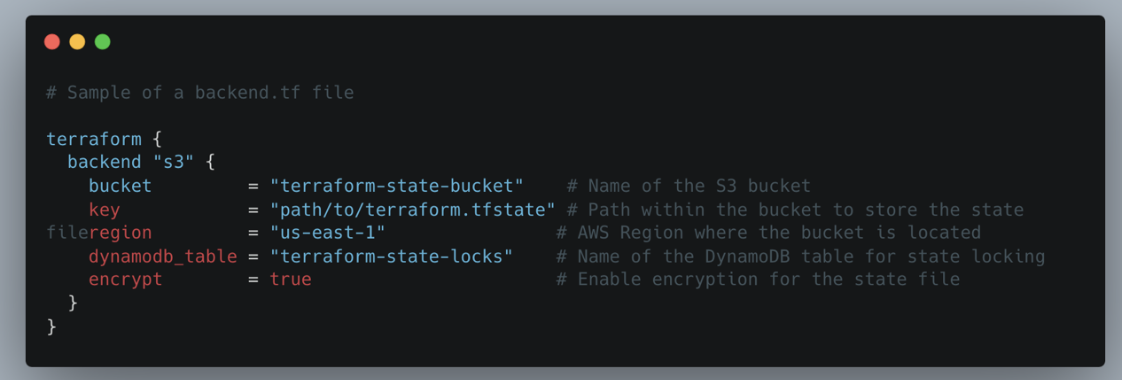 # Sample of a backend.tf file
terraform {
  backend "s3" {
    bucket         = "terraform-state-bucket"    # Name of the S3 bucket
    key            = "path/to/terraform.tfstate" # Path within the bucket to store the state
fileregion         = "us-east-1"                # AWS Region where the bucket is located
    dynamodb_table = "terraform-state-locks"    # Name of the DynamoDB table for state locking
    encrypt        = true                       # Enable encryption for the state file
  }
}